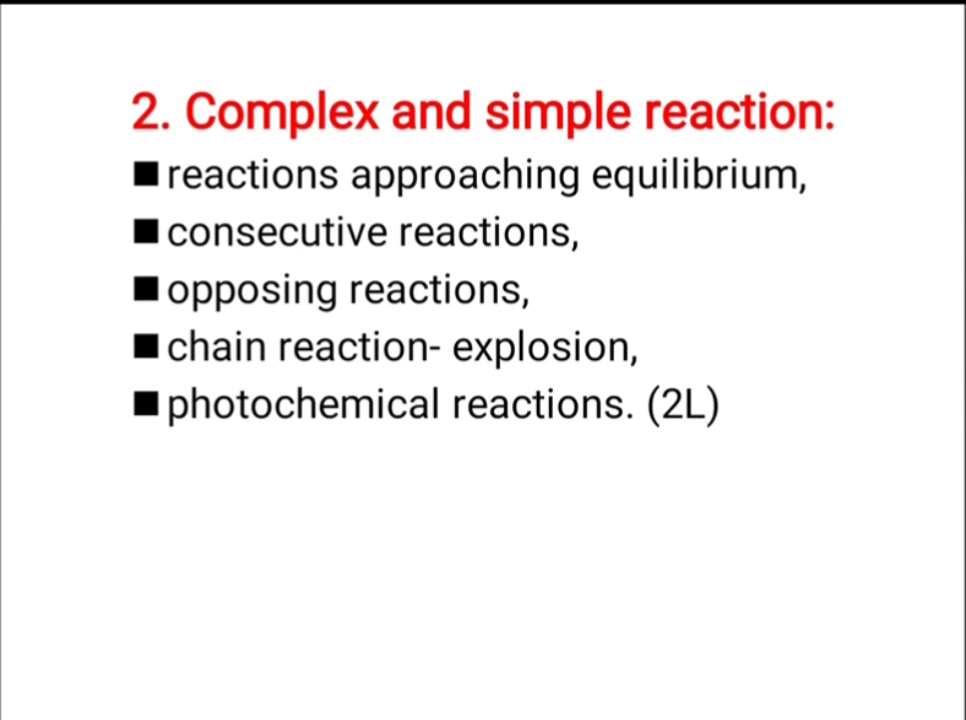 2. Complex and simple reaction:
■ reactions approaching equilibrium,
■ consecutive reactions,
■ opposing reactions,
■ chain reaction- explosion,
■ photochemical reactions. (2L)